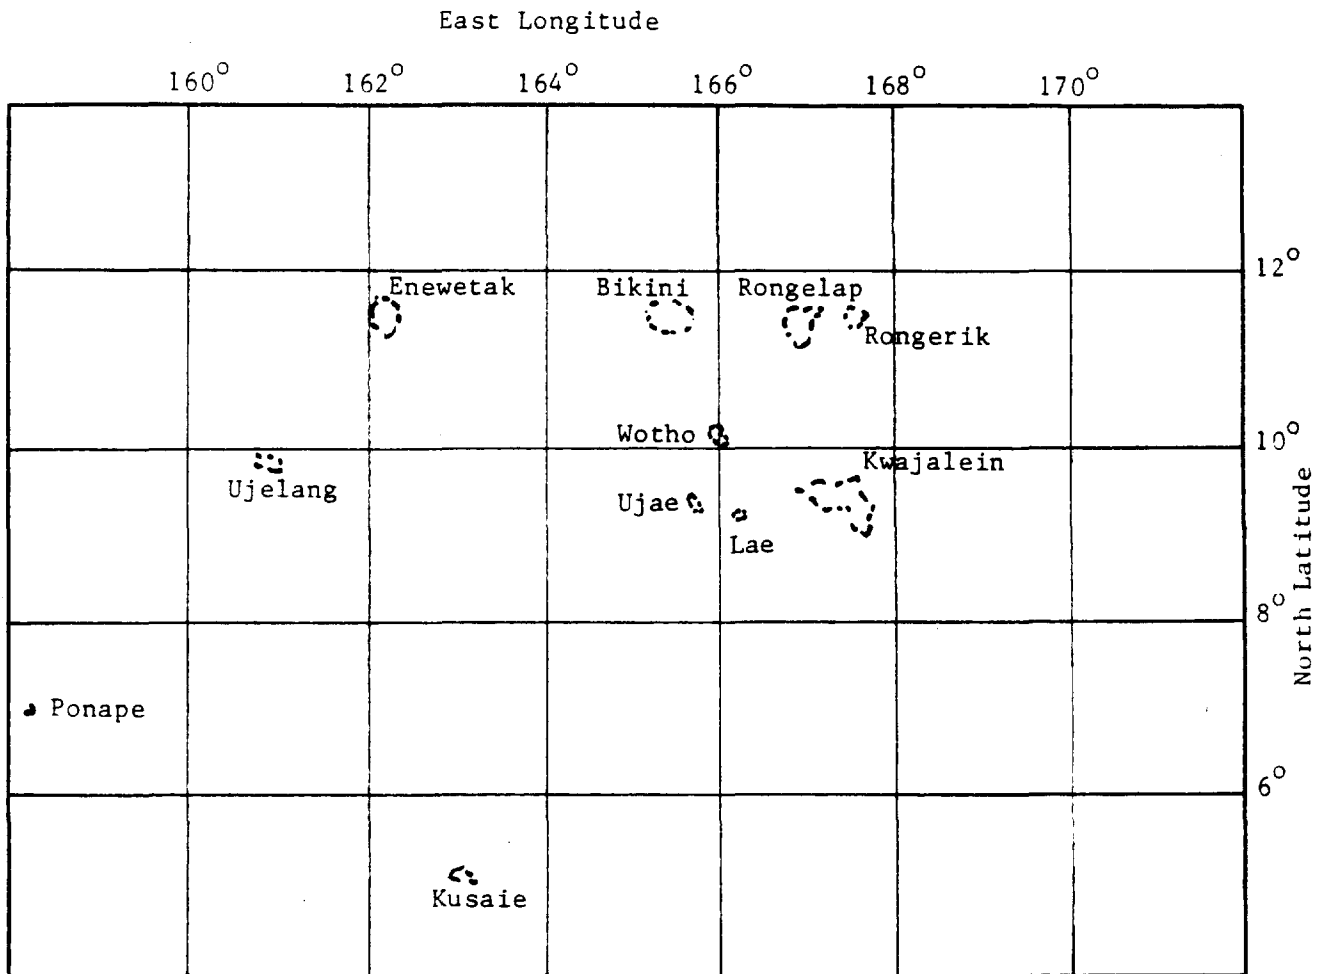 East Longitude
160° 162° 164° 166° 168° 170°
12°
Enewetak Bikini Rongelap
Rongerik
Wotho 10°
Kwajalein
Ujelang Ujae
Lae
8°
North Latitude
Ponape
6°
Kusaie